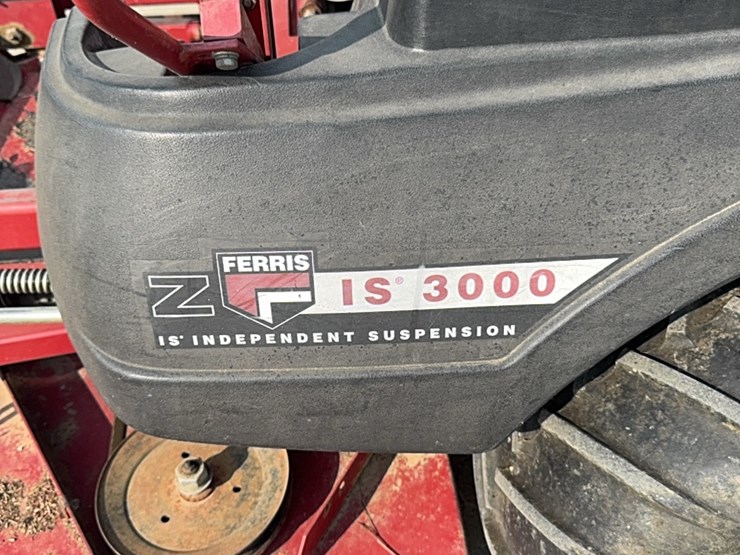 FERRIS
Z IS® 3000
IS® INDEPENDENT SUSPENSION